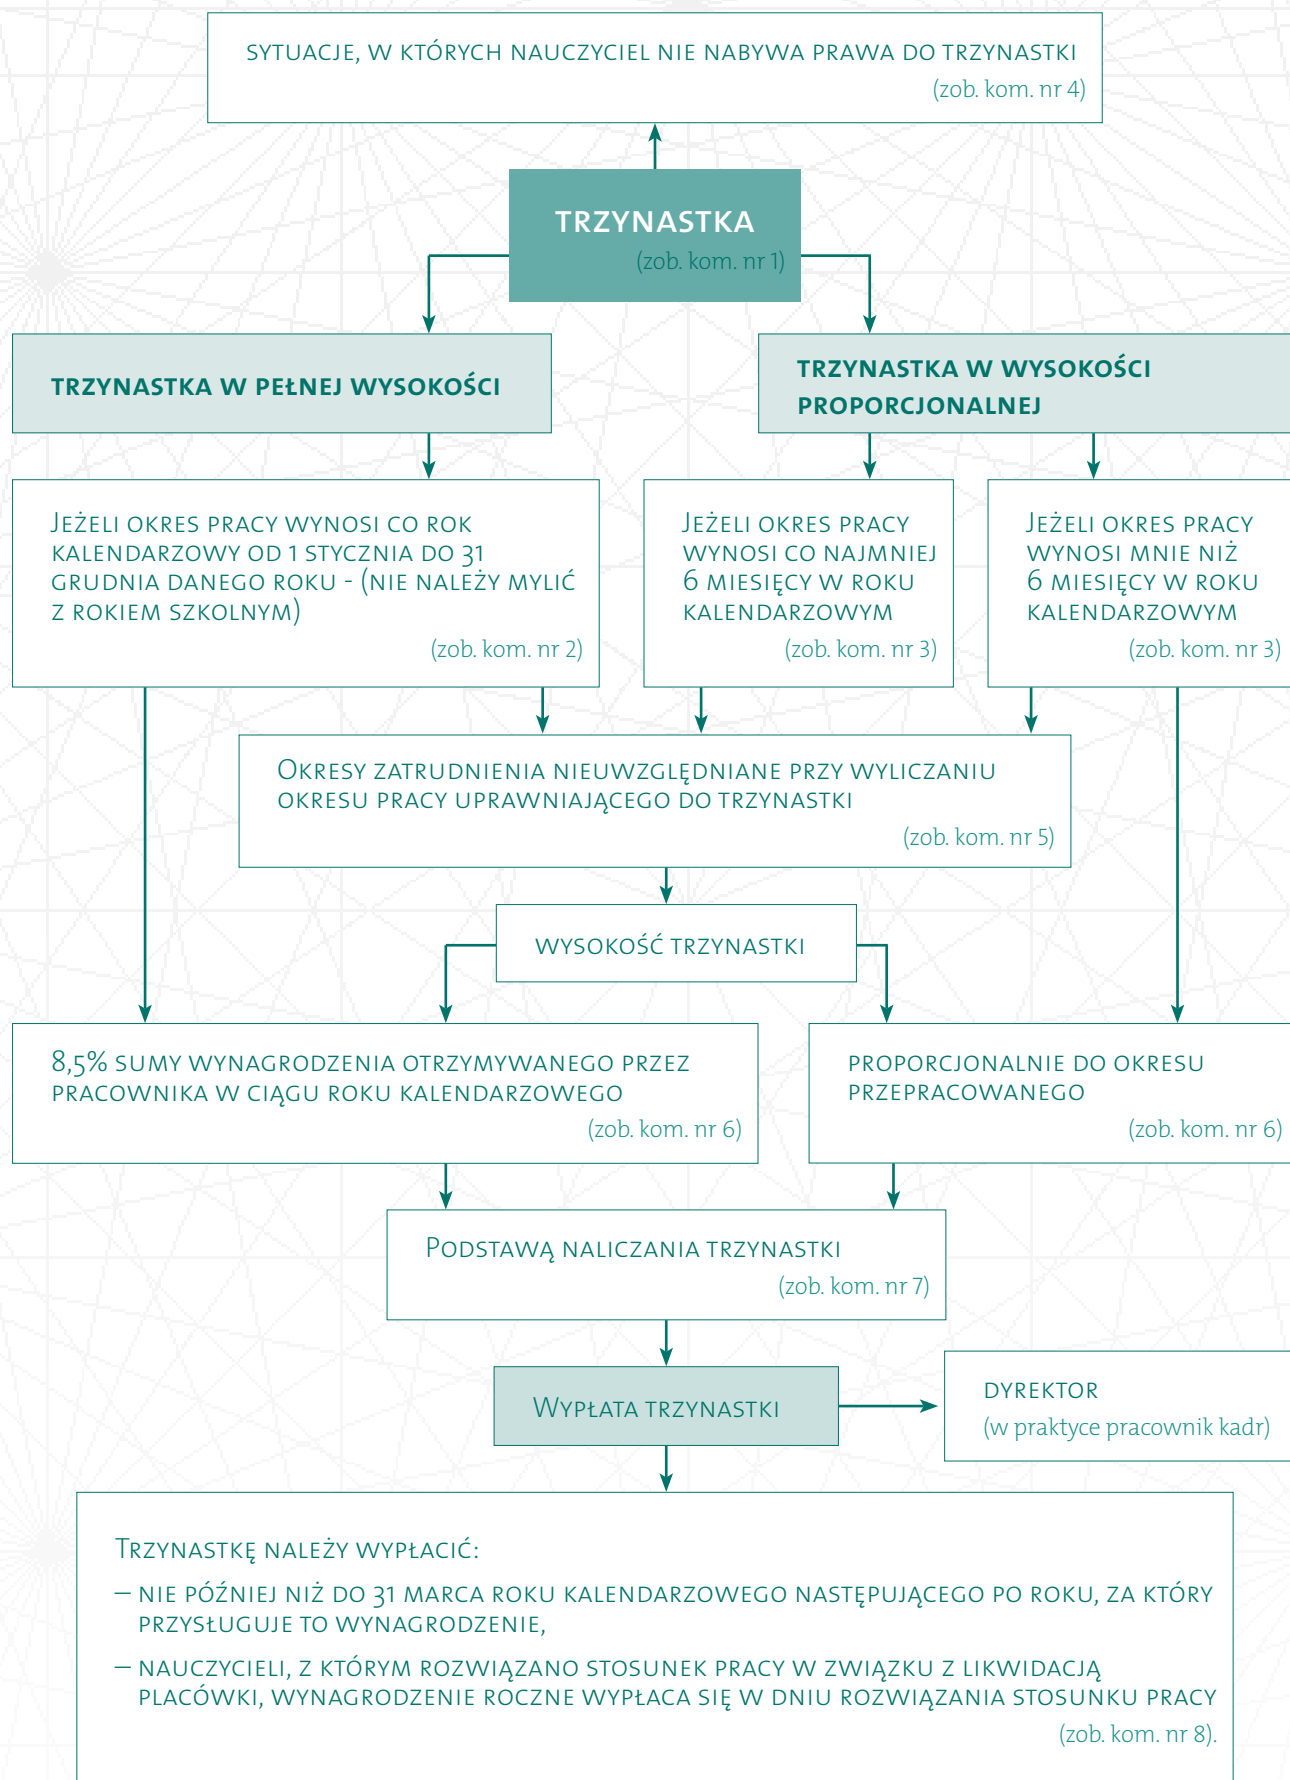 SYTUACJE, W KTÓRYCH NAUCZYCIEL NIE NABYWA PRAWA DO TRZYNASTKI
(zob. kom. nr 4)
TRZYNASTKA
(zob. kom. nr 1)
TRZYNASTKA W PEŁNEJ WYSOKOŚCI
TRZYNASTKA W WYSOKOŚCI
PROPORCJONALNEJ
JEŻELI OKRES PRACY WYNOSI CO ROK
KALENDARZOWY OD 1 STYCZNIA DO 31
GRUDNIA DANEGO ROKU - (NIE NALEŻY MYLIĆ
Z ROKIEM SZKOLNYM)
(zob. kom. nr 2)
JEŻELI OKRES PRACY
WYNOSI CO NAJMNIEJ
6 MIESIĘCY W ROKU
KALENDARZOWYM
(zob. kom. nr 3)
JEŻELI OKRES PRACY
WYNOSI MNIE NIŻ
6 MIESIĘCY W ROKU
KALENDARZOWYM
(zob. kom. nr 3)
OKRESY ZATRUDNIENIA NIEUWZGLĘDNIANE PRZY WYLICZANIU
OKRESU PRACY UPRAWNIAJĄCEGO DO TRZYNASTKI
(zob. kom. nr 5)
WYSOKOŚĆ TRZYNASTKI
8,5% SUMY WYNAGRODZENIA OTRZYMYWANEGO PRZEZ
PRACOWNIKA W CIĄGU ROKU KALENDARZOWEGO
(zob. kom. nr 6)
PROPORCJONALNIE DO OKRESU
PRZEPRACOWANEGO
(zob. kom. nr 6)
PODSTAWĄ NALICZANIA TRZYNASTKI
(zob. kom. nr 7)
WYPŁATA TRZYNASTKI
DYREKTOR
(w praktyce pracownik kadr)
TRZYNASTKĘ NALEŻY WYPŁACIĆ:
– NIE PÓŹNIEJ NIŻ DO 31 MARCA ROKU KALENDARZOWEGO NASTĘPUJĄCEGO PO ROKU, ZA KTÓRY
PRZYSŁUGUJE TO WYNAGRODZENIE,
– NAUCZYCIELI, Z KTÓRYM ROZWIĄZANO STOSUNEK PRACY W ZWIĄZKU Z LIKWIDACJĄ
PLACÓWKI, WYNAGRODZENIE ROCZNE WYPŁACA SIĘ W DNIU ROZWIĄZANIA STOSUNKU PRACY
(zob. kom. nr 8).